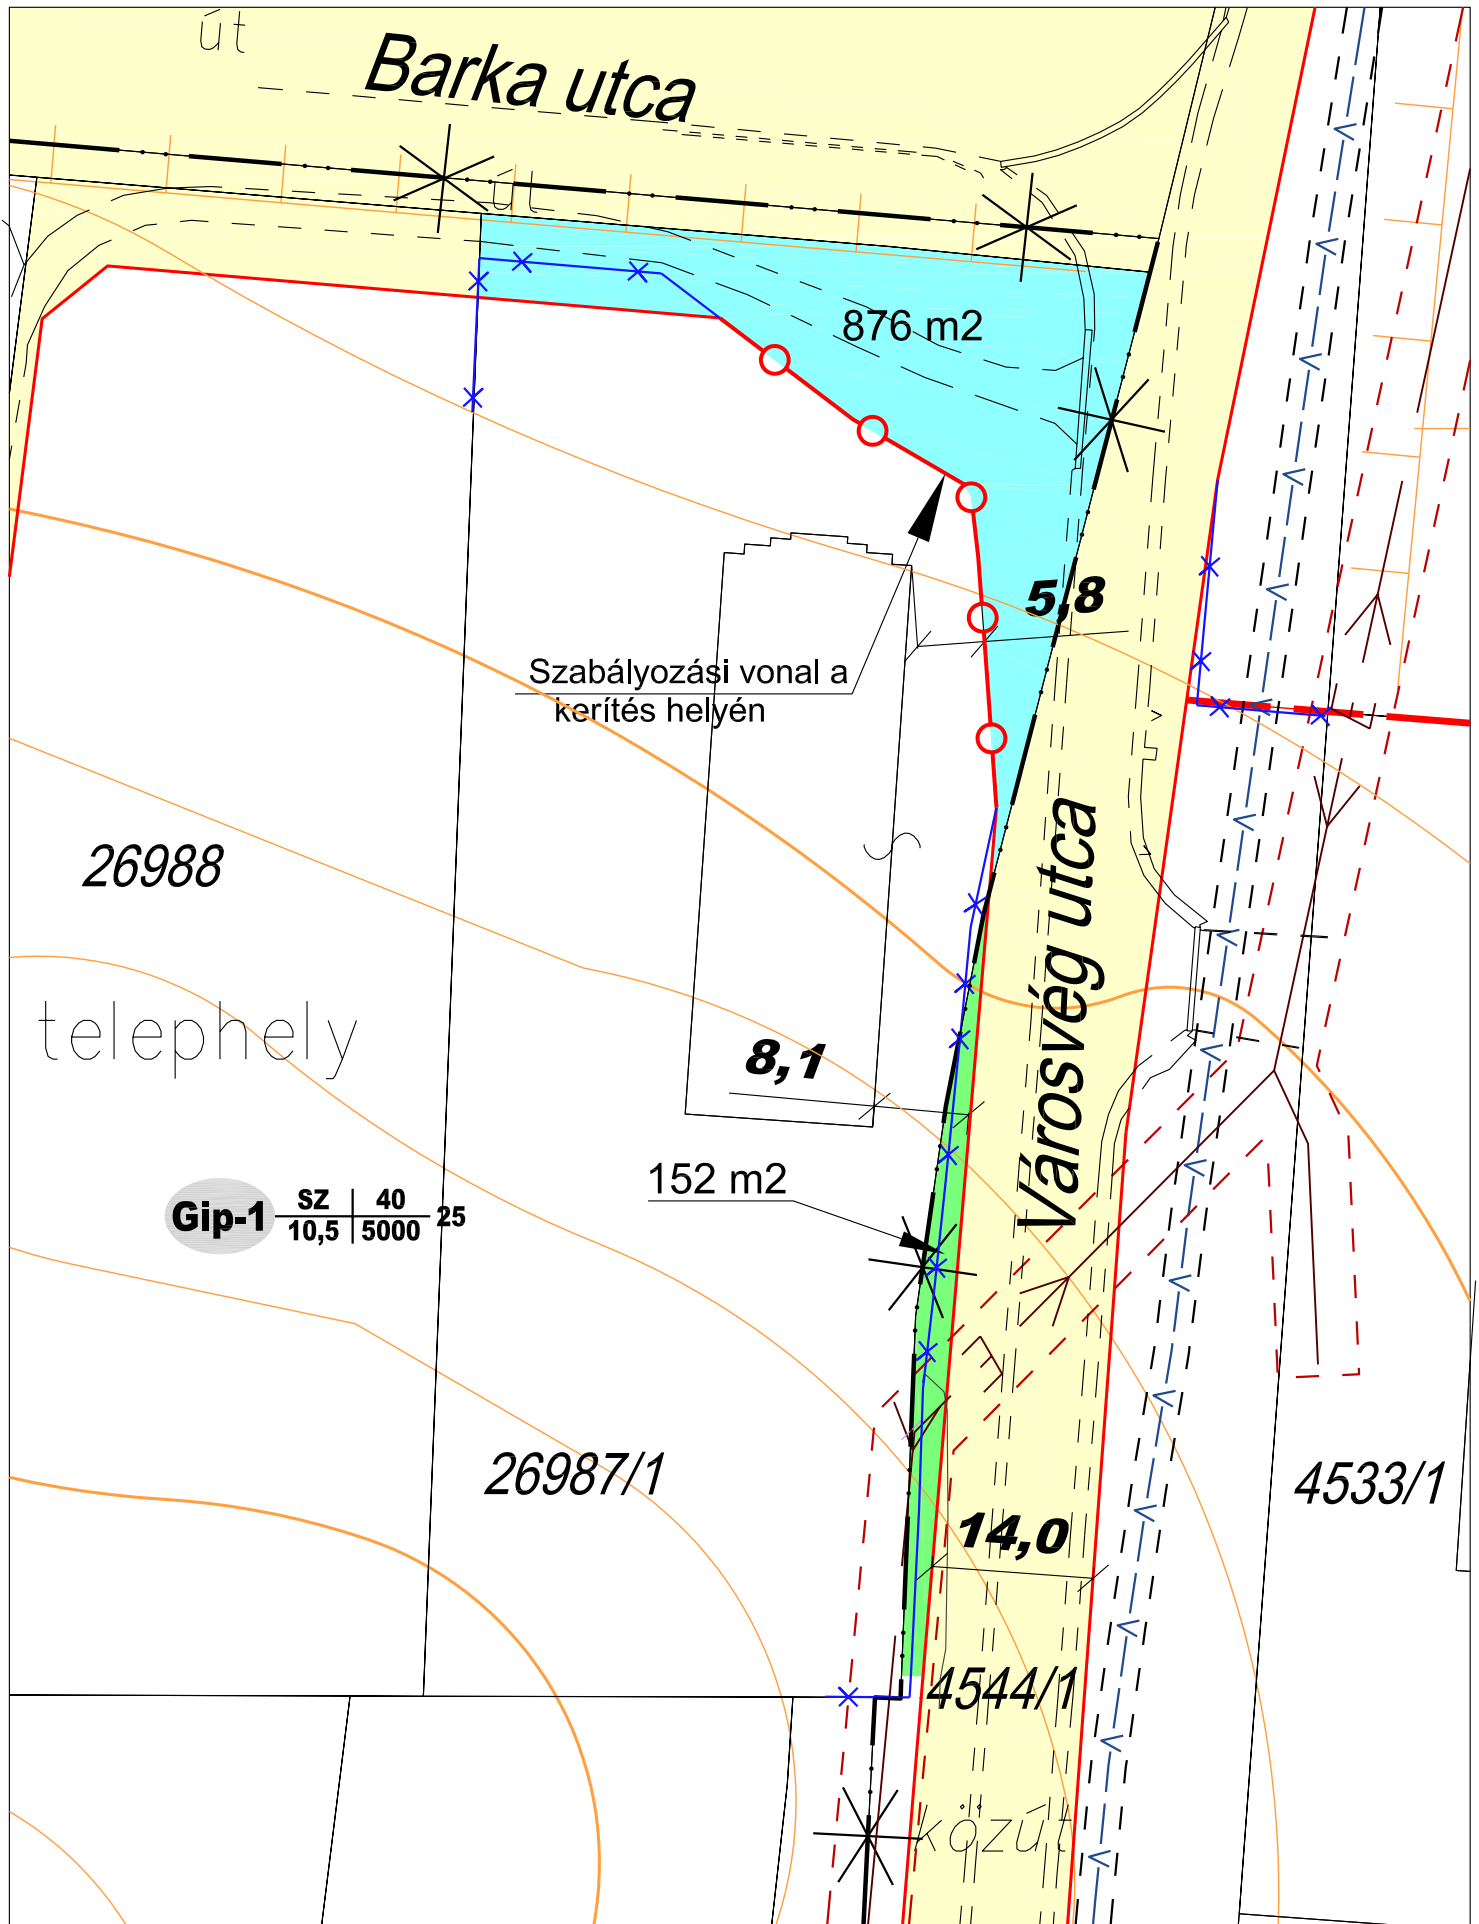 út
Barka utca
út
876 m2
5,8
Szabályozási vonal a
kerítés helyén
26988
Városvég utca
telephely
8,1
152 m2
Gip-1
SZ 40
10,5 5000
25
26987/1
4533/1
14,0
4544/1
közút